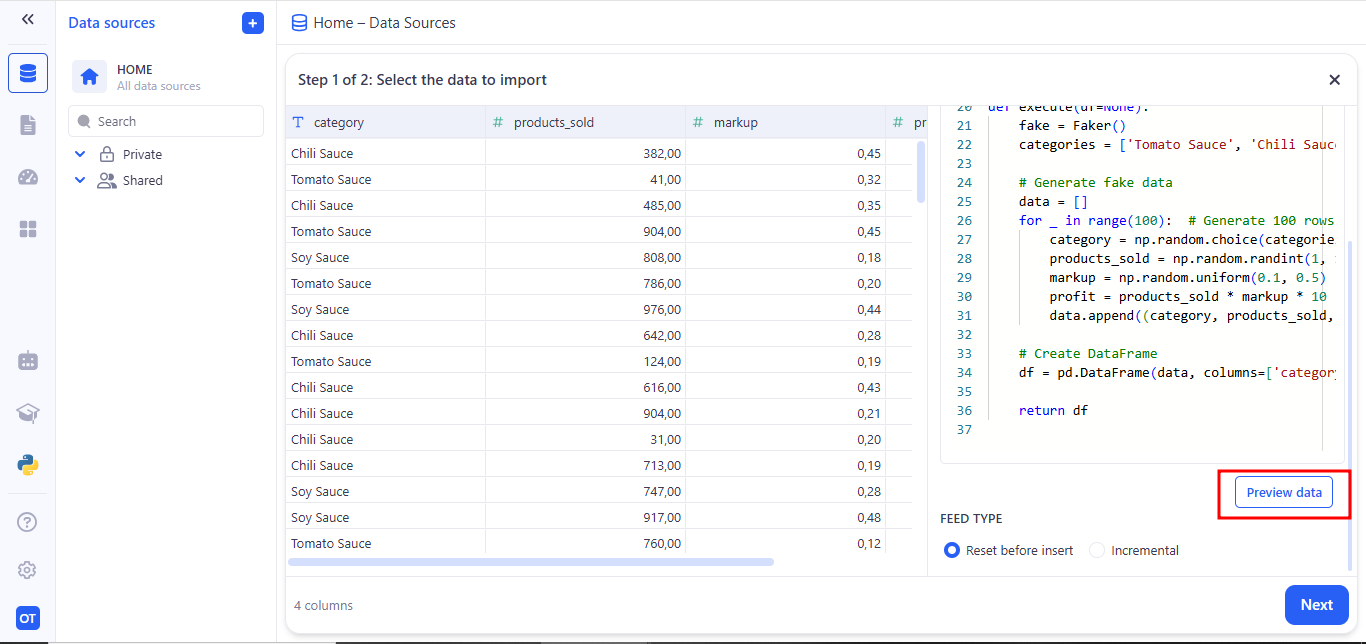 Data sources
+
Home – Data Sources
HOME
All data sources
Search
Private
Shared
Step 1 of 2: Select the data to import
T category # products_sold # markup # pr
Chili Sauce 382,00 0,45
Tomato Sauce 41,00 0,32
Chili Sauce 485,00 0,35
Tomato Sauce 904,00 0,45
Soy Sauce 808,00 0,18
Tomato Sauce 786,00 0,20
Soy Sauce 976,00 0,44
Chili Sauce 642,00 0,28
Tomato Sauce 124,00 0,19
Chili Sauce 616,00 0,43
Chili Sauce 904,00 0,21
Chili Sauce 31,00 0,20
Chili Sauce 713,00 0,19
Soy Sauce 747,00 0,28
Soy Sauce 917,00 0,48
Tomato Sauce 760,00 0,12
4 columns
20 def execute(df=None):
21 fake = Faker()
22 categories = ['Tomato Sauce', 'Chili Sauc
23
24 # Generate fake data
25 data = []
26 for _ in range(100): # Generate 100 rows
27 category = np.random.choice(categorie
28 products_sold = np.random.randint(1,
29 markup = np.random.uniform(0.1, 0.5)
30 profit = products_sold * markup * 10
31 data.append((category, products_sold,
32
33 # Create DataFrame
34 df = pd.DataFrame(data, columns=['category
35
36 return df
37
Preview data
FEED TYPE
Reset before insert Incremental
Next
OT